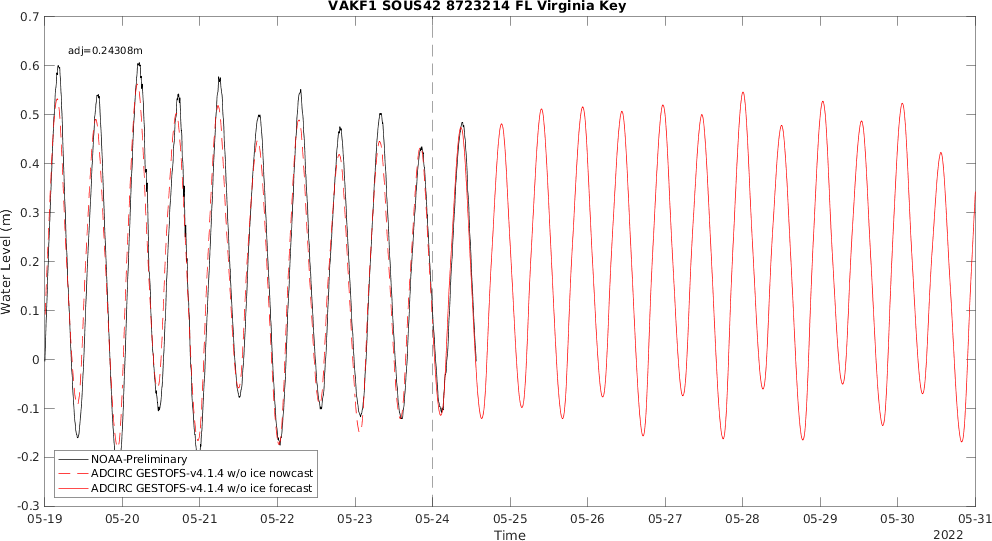 VAKF1 SOUS42 8723214 FL Virginia Key
adj=0.24308m
Water Level (m)
0.7
0.6
0.5
0.4
0.3
0.2
0.1
0
-0.1
-0.2
-0.3
NOAA-Preliminary
ADCIRC GESTOFS-v4.1.4 w/o ice nowcast
ADCIRC GESTOFS-v4.1.4 w/o ice forecast
05-19 05-20 05-21 05-22 05-23 05-24 05-25 05-26 05-27 05-28 05-29 05-30 05-31
Time
2022